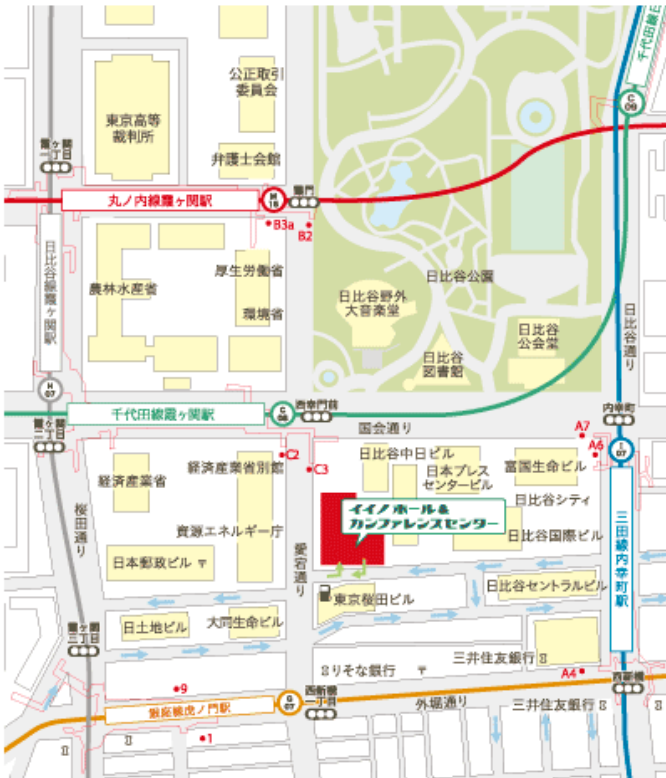 千代田線日
C
09
公正取引
委員会
東京高等
裁判所
弁護士会館
霞ヶ関
一丁目
丸ノ内線霞ヶ関駅
M
15
霞門
B3a
B2
日比谷線霞ヶ関駅
農林水産省
厚生労働省
環境省
日比谷公園
日比谷野外
大音楽堂
日比谷
図書館
日比谷
公会堂
日比谷通り
H
07
霞ヶ関
二丁目
千代田線霞ヶ関駅
C
08
西幸門前
国会通り
内幸町
A7
A6
I
07
C2
C3
経済産業省
経済産業省別館
日比谷中日ビル
日本プレス
センタービル
富国生命ビル
日比谷シティ
イイノホール&
カンファレンスセンター
日比谷国際ビル
桜田通り
資源エネルギー庁
愛宕通り
三田線内幸町駅
日本郵政ビル 〒
東京桜田ビル
日比谷セントラルビル
霞ヶ関
三丁目
日土地ビル
大同生命ビル
りそな銀行
〒
三井住友銀行
A4
9
銀座線虎ノ門駅
G
07
西新橋
一丁目
外堀通り
三井住友銀行
西新橋
1